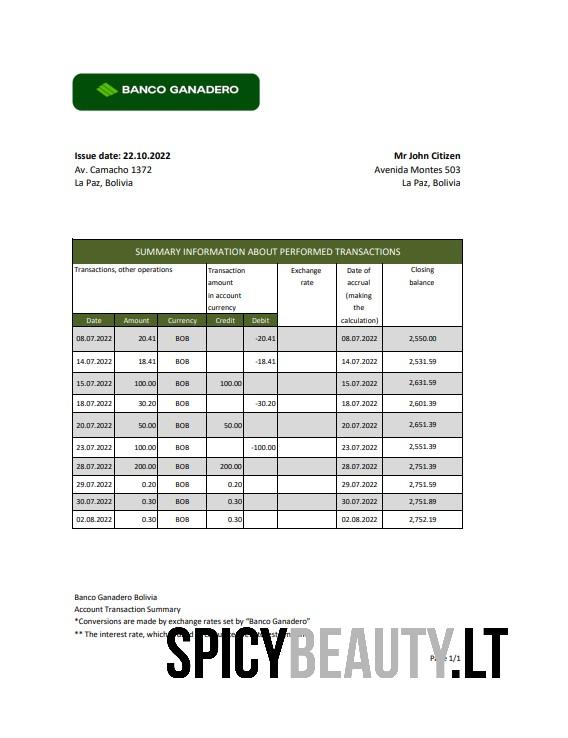 BANCO GANADERO
Issue date: 22.10.2022 Mr John Citizen
Av. Camacho 1372 Avenida Montes 503
La Paz, Bolivia La Paz, Bolivia
SUMMARY INFORMATION ABOUT PERFORMED TRANSACTIONS
Transactions, other operations Transaction amount in account currency Exchange rate Date of accrual (making the calculation) Closing balance
Date Amount Currency Credit Debit
08.07.2022 20.41 BOB -20.41 08.07.2022 2,550.00
14.07.2022 18.41 BOB -18.41 14.07.2022 2,531.59
15.07.2022 100.00 BOB 100.00 15.07.2022 2,631.59
18.07.2022 30.20 BOB -30.20 18.07.2022 2,601.39
20.07.2022 50.00 BOB 50.00 20.07.2022 2,651.39
23.07.2022 100.00 BOB -100.00 23.07.2022 2,551.39
28.07.2022 200.00 BOB 200.00 28.07.2022 2,751.39
29.07.2022 0.20 BOB 0.20 29.07.2022 2,751.59
30.07.2022 0.30 BOB 0.30 30.07.2022 2,751.89
02.08.2022 0.30 BOB 0.30 02.08.2022 2,752.19
Banco Ganadero Bolivia
Account Transaction Summary
*Conversions are made by exchange rates set by "Banco Ganadero"
** The interest rate, which
SPICYBEAUTY.LT
1/1